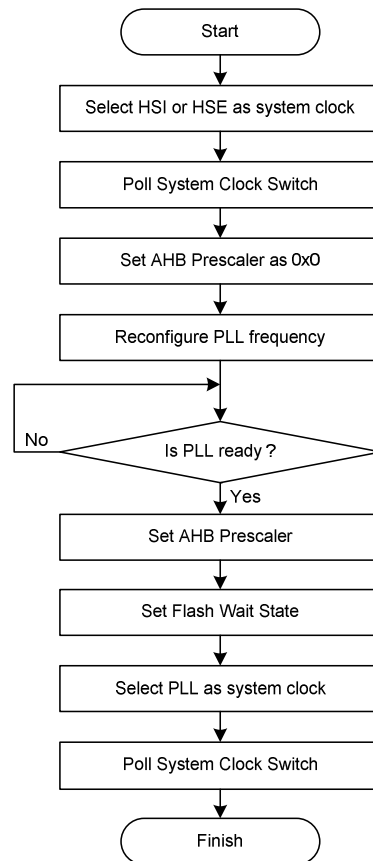 Start
Select HSI or HSE as system clock
Poll System Clock Switch
Set AHB Prescaler as 0x0
Reconfigure PLL frequency
No
Is PLL ready？
Yes
Set AHB Prescaler
Set Flash Wait State
Select PLL as system clock
Poll System Clock Switch
Finish